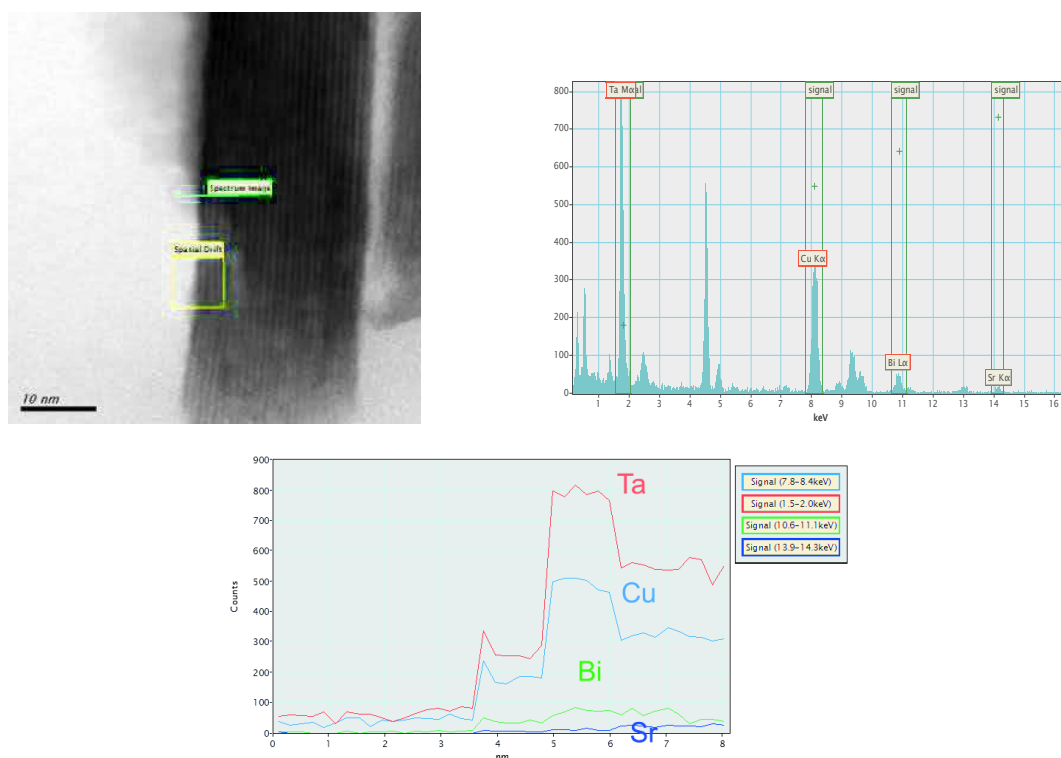 Spectrum Image
Spatial Drift
10 nm
800
700
600
500
400
300
200
100
0
Ta Mα
signal
signal
signal
Cu Kα
Bi Lα
Sr Kα
1 2 3 4 5 6 7 8 9 10 11 12 13 14 15 16
keV
900
800
700
600
500
400
300
200
100
0
Counts
Ta
Cu
Bi
Sr
0 1 2 3 4 5 6 7 8
nm
Signal (7.8-8.4keV)
Signal (1.5-2.0keV)
Signal (10.6-11.1keV)
Signal (13.9-14.3keV)